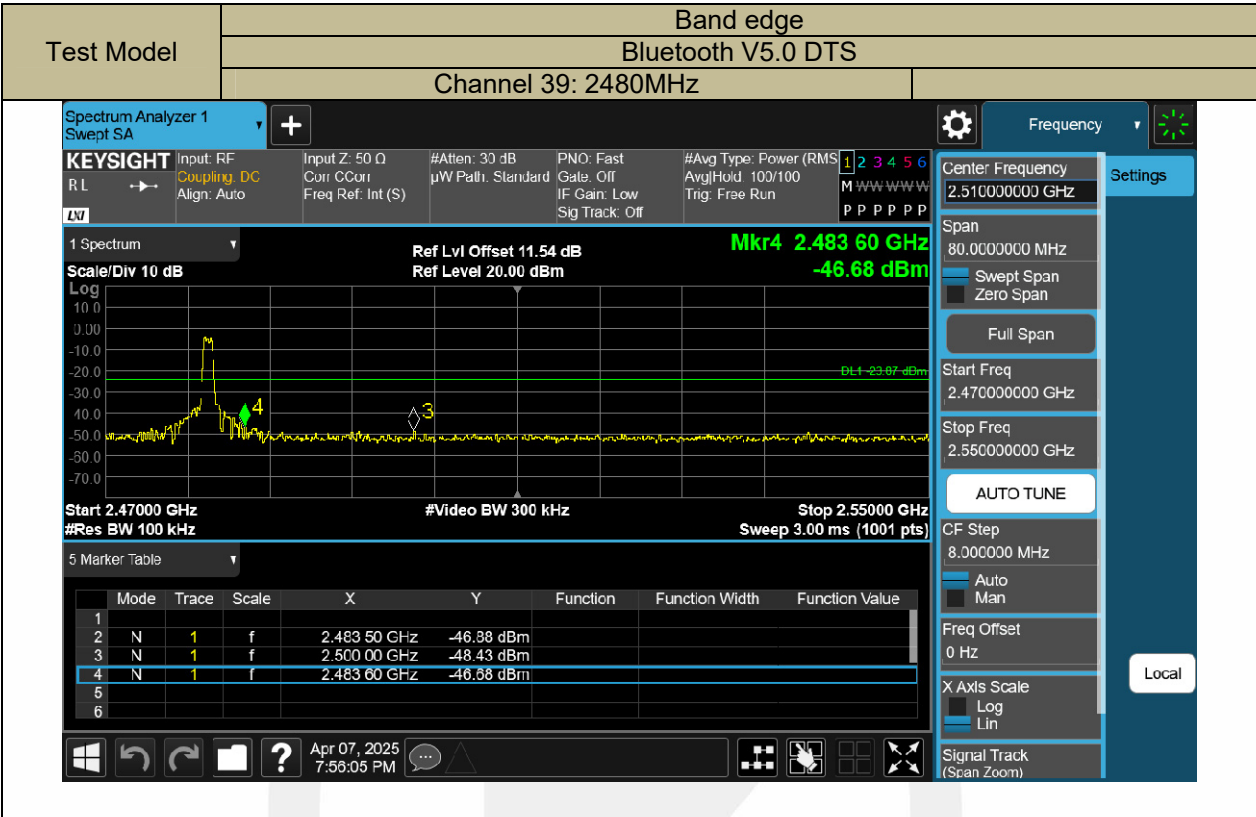 Test Model
Band edge
Bluetooth V5.0 DTS
Channel 39: 2480MHz
Spectrum Analyzer 1
Swept SA
Frequency
KEYSIGHT
RL
LXI
Input: RF
Coupling: DC
Align: Auto
Input Z: 50 Ω
Corr CCorr
Freq Ref: Int (S)
#Atten: 30 dB
µW Path: Standard
PNO: Fast
Gate: Off
IF Gain: Low
Sig Track: Off
#Avg Type: Power (RMS
Avg|Hold: 100/100
Trig: Free Run
1 2 3 4 5 6
M W W W W W
P P P P P P
Settings
1 Spectrum
Scale/Div 10 dB
Ref Lvl Offset 11.54 dB
Ref Level 20.00 dBm
Mkr4 2.483 60 GHz
-46.68 dBm
Log
10.0
0.00
-10.0
-20.0
-30.0
-40.0
-50.0
-60.0
-70.0
DL1 -23.87 dBm
4
3
Start 2.47000 GHz
#Res BW 100 kHz
#Video BW 300 kHz
Stop 2.55000 GHz
Sweep 3.00 ms (1001 pts)
5 Marker Table
Mode Trace Scale X Y Function Function Width Function Value
1
2 N 1 f 2.483 50 GHz -46.88 dBm
3 N 1 f 2.500 00 GHz -48.43 dBm
4 N 1 f 2.483 60 GHz -46.68 dBm
5
6
Apr 07, 2025
7:56:05 PM
Center Frequency
2.510000000 GHz
Span
80.0000000 MHz
Swept Span
Zero Span
Full Span
Start Freq
2.470000000 GHz
Stop Freq
2.550000000 GHz
AUTO TUNE
CF Step
8.000000 MHz
Auto
Man
Freq Offset
0 Hz
X Axis Scale
Log
Lin
Signal Track
(Span Zoom)
Local